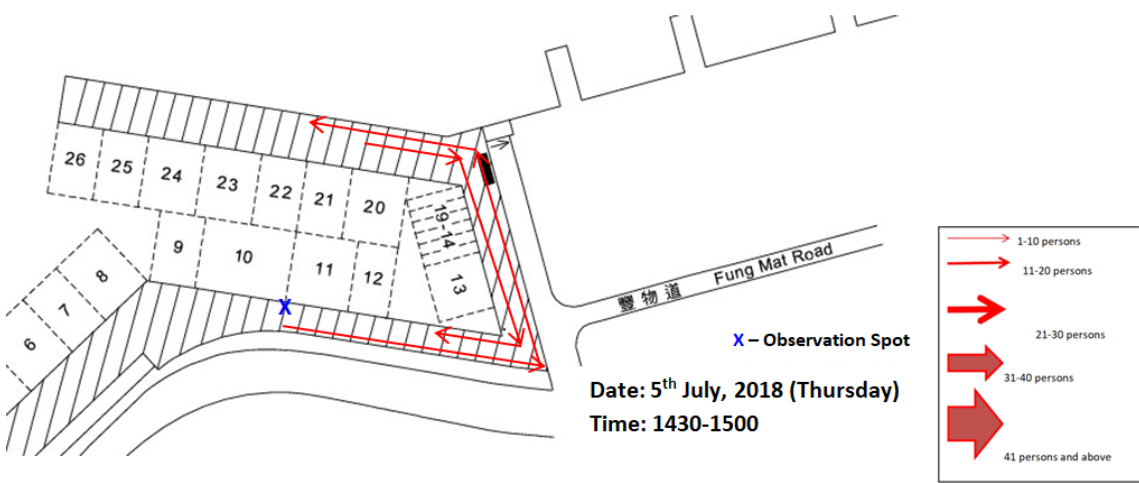 26
25
24
23
22
21
20
19-14
13
12
11
10
9
8
7
6
X
豐物道 Fung Mat Road
X – Observation Spot
Date: 5th July, 2018 (Thursday)
Time: 1430-1500
1-10 persons
11-20 persons
21-30 persons
31-40 persons
41 persons and above